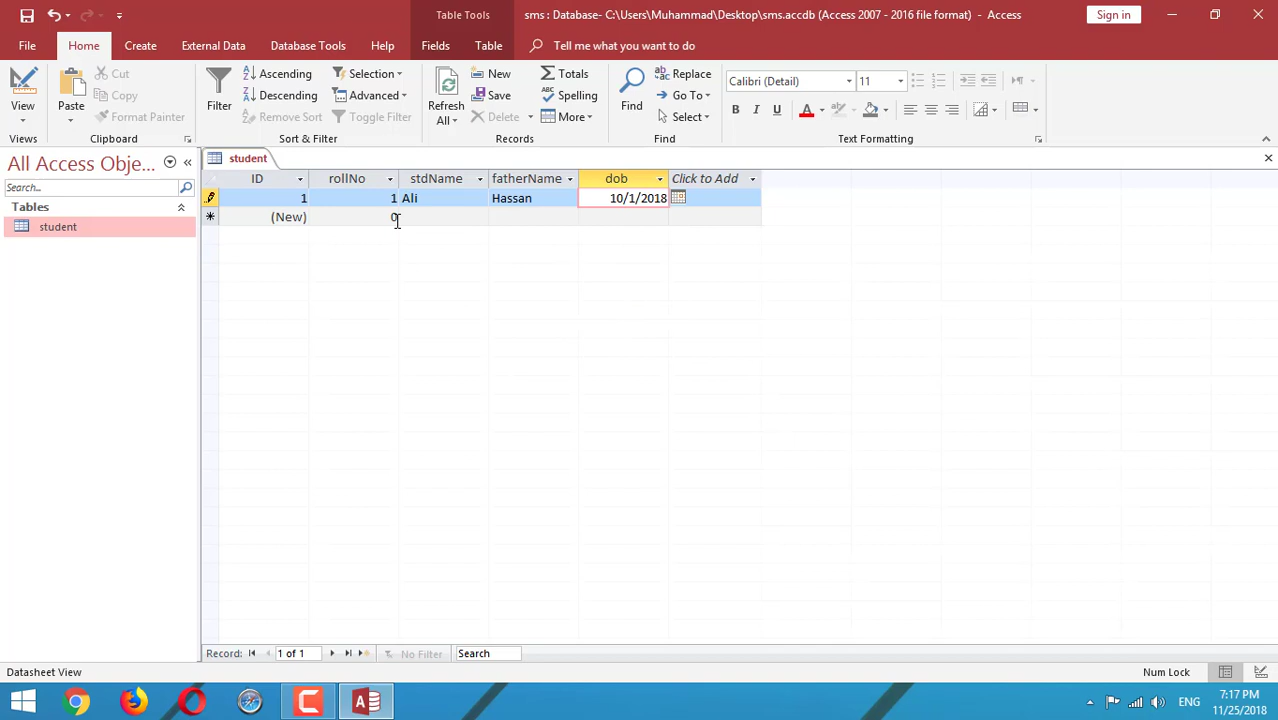 Table Tools
sms : Database- C:\Users\Muhammad\Desktop\sms.accdb (Access 2007 - 2016 file format) - Access
Sign in
File
Home
Create
External Data
Database Tools
Help
Fields
Table
Tell me what you want to do
View
Views
Paste
Cut
Copy
Format Painter
Clipboard
Filter
Ascending
Descending
Remove Sort
Selection
Advanced
Toggle Filter
Sort & Filter
Refresh
All
New
Save
Delete
Totals
Spelling
More
Records
Find
Replace
Go To
Select
Find
Calibri (Detail)
11
B I U
A
Text Formatting
All Access Obje...
Search...
Tables
student
student
ID rollNo stdName fatherName dob Click to Add
1 1 Ali Hassan 10/1/2018
(New) 0
Record: 1 of 1 No Filter Search
Datasheet View
Num Lock
ENG
7:17 PM
11/25/2018